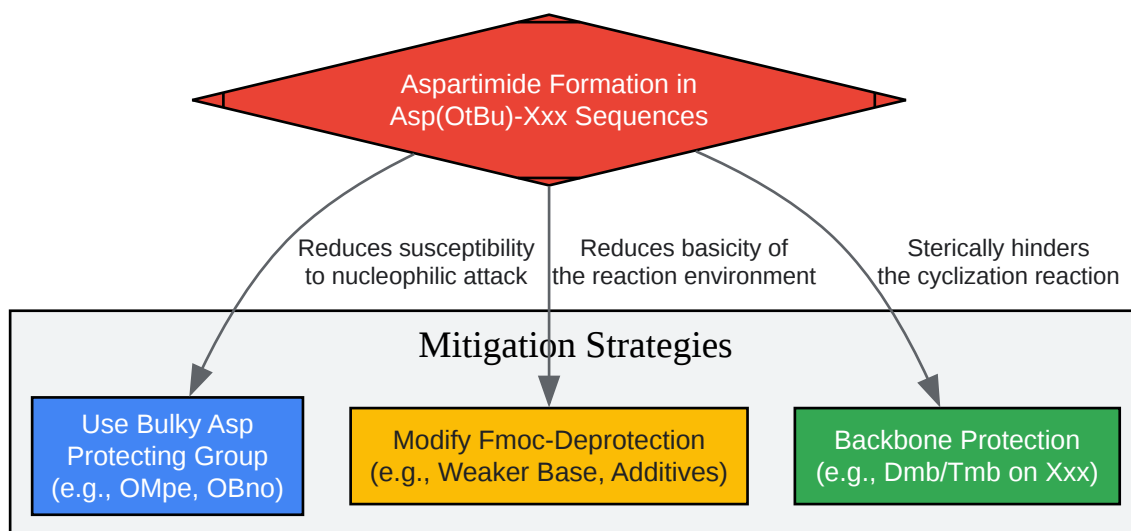 Aspartimide Formation in
Asp(OtBu)-Xxx Sequences
Reduces susceptibility
to nucleophilic attack
Reduces basicity of
the reaction environment
Sterically hinders
the cyclization reaction
Mitigation Strategies
Use Bulky Asp
Protecting Group
(e.g., OMpe, OBno)
Modify Fmoc-Deprotection
(e.g., Weaker Base, Additives)
Backbone Protection
(e.g., Dmb/Tmb on Xxx)